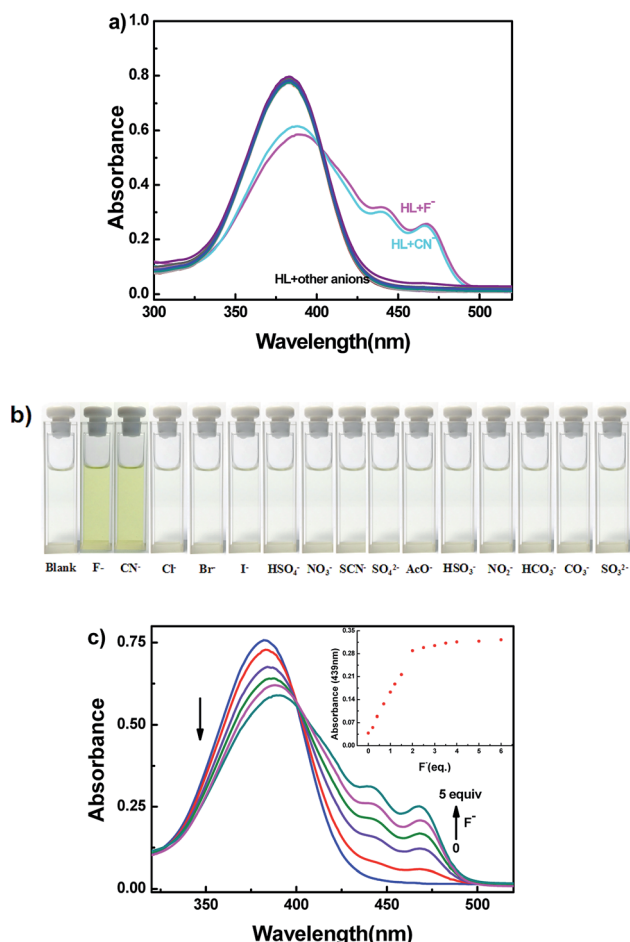 a)
1.0
0.8
0.6
0.4
0.2
0.0
Absorbance
HL+F⁻
HL+CN⁻
HL+other anions
300 350 400 450 500
Wavelength(nm)
b)
Blank F- CN⁻ Cl⁻ Br⁻ I⁻ HSO₄⁻ NO₃⁻ SCN⁻ SO₄²⁻ AcO⁻ HSO₃⁻ NO₂⁻ HCO₃⁻ CO₃⁻ SO₃²⁻
c)
0.75
0.50
0.25
0.00
Absorbance
0.35
0.28
0.21
0.14
0.07
0.00
Absorbance (439nm)
0 1 2 3 4 5 6
F⁻(eq.)
5 equiv
F⁻
0
350 400 450 500
Wavelength(nm)